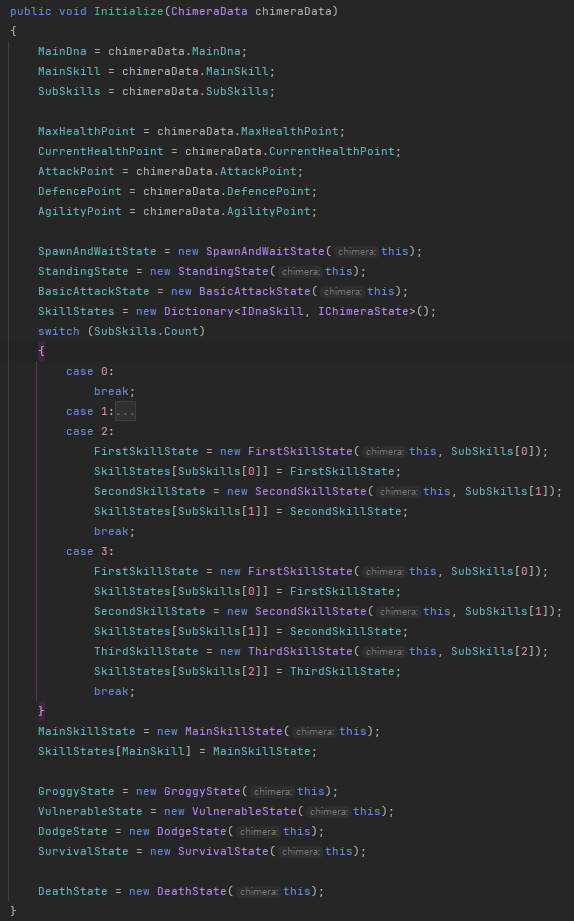 public void Initialize(ChimeraData chimeraData)
{
    MainDna = chimeraData.MainDna;
    MainSkill = chimeraData.MainSkill;
    SubSkills = chimeraData.SubSkills;

    MaxHealthPoint = chimeraData.MaxHealthPoint;
    CurrentHealthPoint = chimeraData.CurrentHealthPoint;
    AttackPoint = chimeraData.AttackPoint;
    DefencePoint = chimeraData.DefencePoint;
    AgilityPoint = chimeraData.AgilityPoint;

    SpawnAndWaitState = new SpawnAndWaitState( chimera: this);
    StandingState = new StandingState( chimera: this);
    BasicAttackState = new BasicAttackState( chimera: this);
    SkillStates = new Dictionary<IDnaSkill, IChimeraState>();
    switch (SubSkills.Count)
    {
        case 0:
            break;
        case 1:...
        case 2:
            FirstSkillState = new FirstSkillState( chimera: this, SubSkills[0]);
            SkillStates[SubSkills[0]] = FirstSkillState;
            SecondSkillState = new SecondSkillState( chimera: this, SubSkills[1]);
            SkillStates[SubSkills[1]] = SecondSkillState;
            break;
        case 3:
            FirstSkillState = new FirstSkillState( chimera: this, SubSkills[0]);
            SkillStates[SubSkills[0]] = FirstSkillState;
            SecondSkillState = new SecondSkillState( chimera: this, SubSkills[1]);
            SkillStates[SubSkills[1]] = SecondSkillState;
            ThirdSkillState = new ThirdSkillState( chimera: this, SubSkills[2]);
            SkillStates[SubSkills[2]] = ThirdSkillState;
            break;
    }
    MainSkillState = new MainSkillState( chimera: this);
    SkillStates[MainSkill] = MainSkillState;

    GroggyState = new GroggyState( chimera: this);
    VulnerableState = new VulnerableState( chimera: this);
    DodgeState = new DodgeState( chimera: this);
    SurvivalState = new SurvivalState( chimera: this);

    DeathState = new DeathState( chimera: this);
}